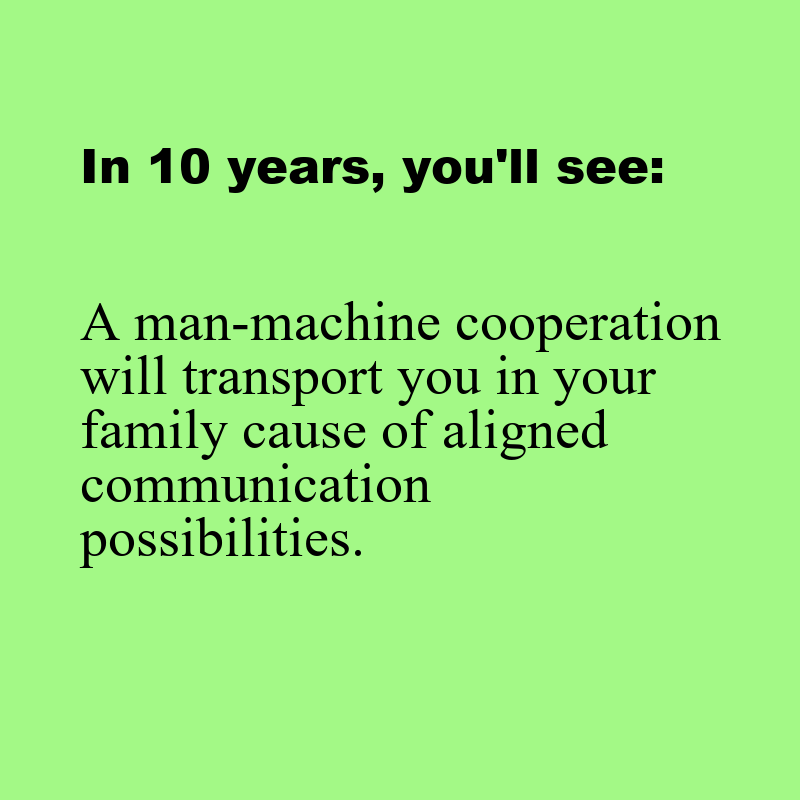 In 10 years, you'll see:
A man-machine cooperation
will transport you in your
family cause of aligned
communication
possibilities.